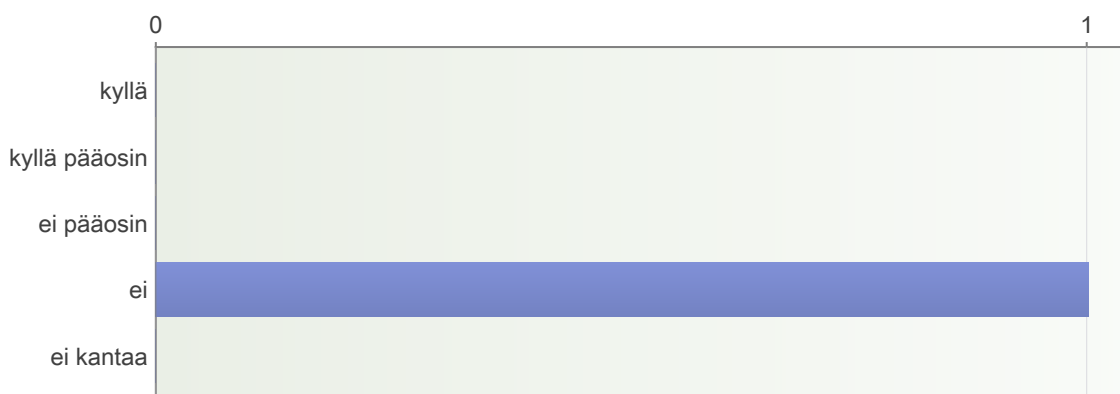 0 1
kyllä
kyllä pääosin
ei pääosin
ei
ei kantaa